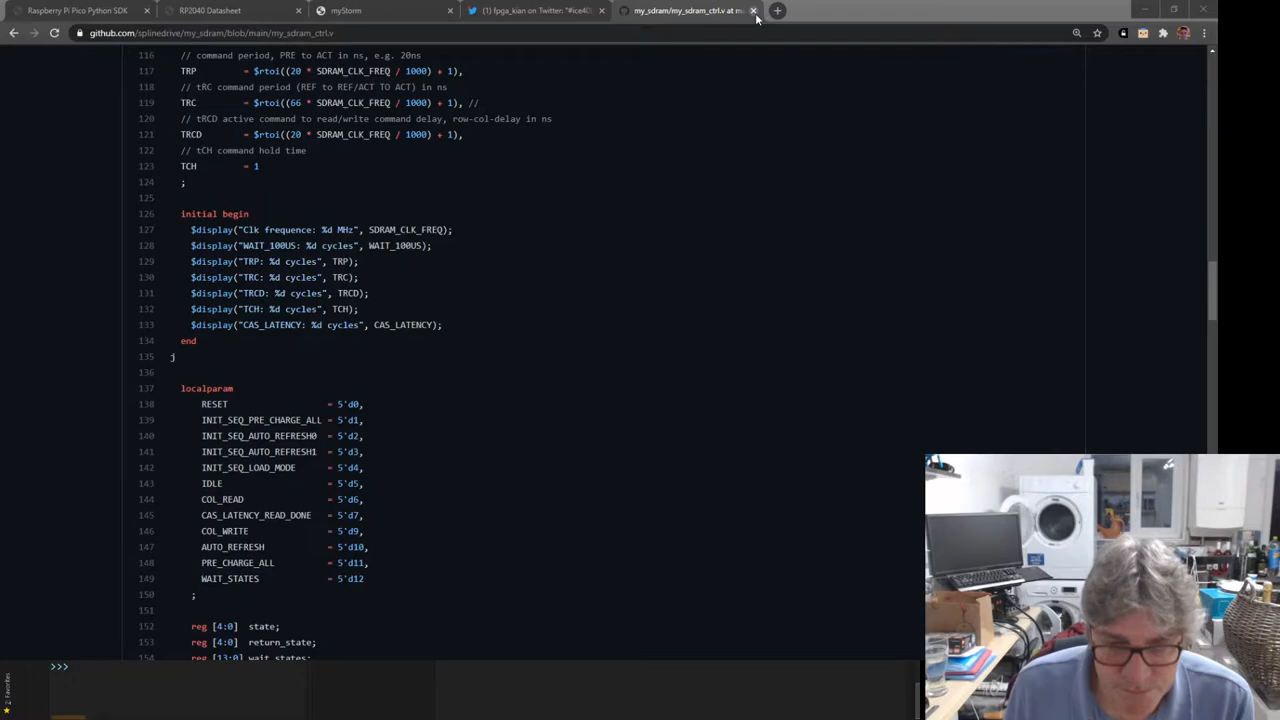 Raspberry Pi Pico Python SDK
RP2040 Datasheet
myStorm
(1) fpga_kian on Twitter: "#ice40
my_sdram/my_sdram_ctrl.v at m
github.com/splinedrive/my_sdram/blob/main/my_sdram_ctrl.v
116 // command period, PRE to ACT in ns, e.g. 20ns
117 TRP = $rtoi((20 * SDRAM_CLK_FREQ / 1000) + 1),
118 // tRC command period (REF to REF/ACT TO ACT) in ns
119 TRC = $rtoi((66 * SDRAM_CLK_FREQ / 1000) + 1), //
120 // tRCD active command to read/write command delay, row-col-delay in ns
121 TRCD = $rtoi((20 * SDRAM_CLK_FREQ / 1000) + 1),
122 // tCH command hold time
123 TCH = 1
124 ;
125
126 initial begin
127 $display("Clk frequence: %d MHz", SDRAM_CLK_FREQ);
128 $display("WAIT_100US: %d cycles", WAIT_100US);
129 $display("TRP: %d cycles", TRP);
130 $display("TRC: %d cycles", TRC);
131 $display("TRCD: %d cycles", TRCD);
132 $display("TCH: %d cycles", TCH);
133 $display("CAS_LATENCY: %d cycles", CAS_LATENCY);
134 end
135 j
136
137 localparam
138 RESET = 5'd0,
139 INIT_SEQ_PRE_CHARGE_ALL = 5'd1,
140 INIT_SEQ_AUTO_REFRESH0 = 5'd2,
141 INIT_SEQ_AUTO_REFRESH1 = 5'd3,
142 INIT_SEQ_LOAD_MODE = 5'd4,
143 IDLE = 5'd5,
144 COL_READ = 5'd6,
145 CAS_LATENCY_READ_DONE = 5'd7,
146 COL_WRITE = 5'd9,
147 AUTO_REFRESH = 5'd10,
148 PRE_CHARGE_ALL = 5'd11,
149 WAIT_STATES = 5'd12
150 ;
151
152 reg [4:0] state;
153 reg [4:0] return_state;
154 reg [13:0] wait_states;
>>>
2: Favorites